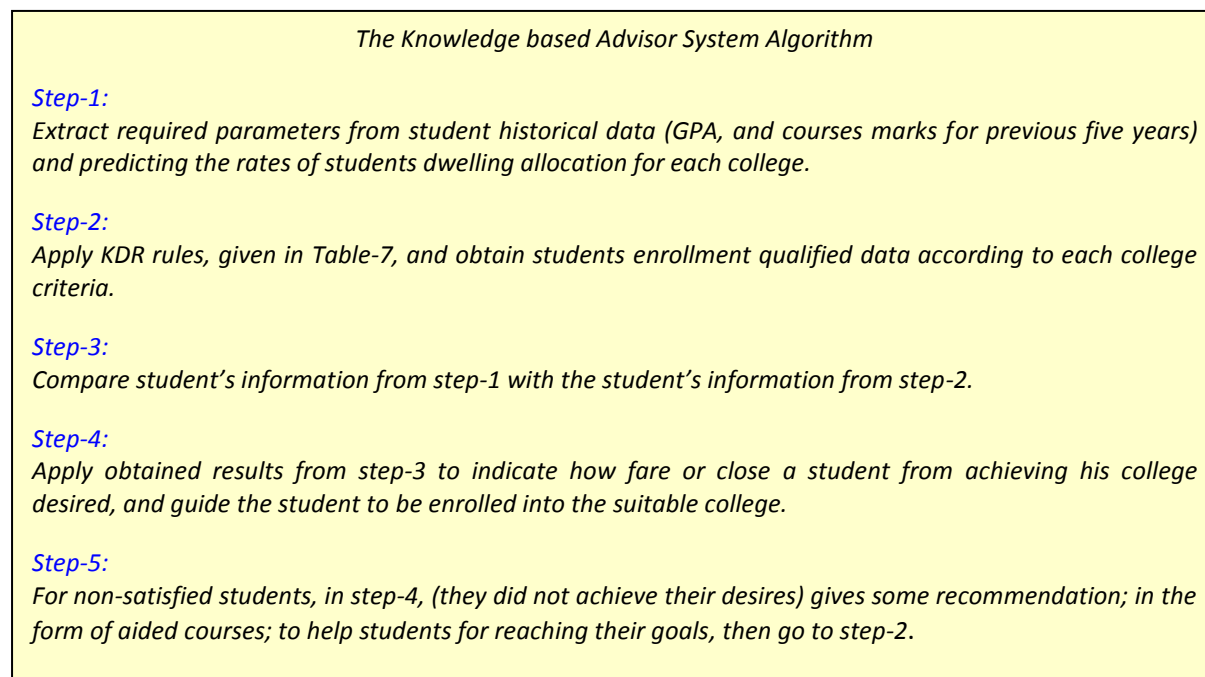 The Knowledge based Advisor System Algorithm
Step-1:
Extract required parameters from student historical data (GPA, and courses marks for previous five years)
and predicting the rates of students dwelling allocation for each college.
Step-2:
Apply KDR rules, given in Table-7, and obtain students enrollment qualified data according to each college
criteria.
Step-3:
Compare student’s information from step-1 with the student’s information from step-2.
Step-4:
Apply obtained results from step-3 to indicate how fare or close a student from achieving his college
desired, and guide the student to be enrolled into the suitable college.
Step-5:
For non-satisfied students, in step-4, (they did not achieve their desires) gives some recommendation; in the
form of aided courses; to help students for reaching their goals, then go to step-2.